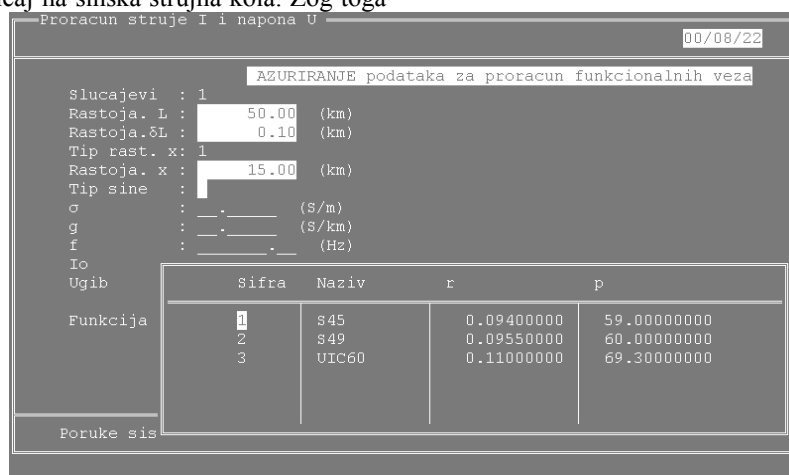 Proracun struje I i napona U
00/08/22
AZURIRANJE podataka za proracun funkcionalnih veza
Slucajevi : 1
Rastoja. L : 50.00 (km)
Rastoja.δL : 0.10 (km)
Tip rast. x: 1
Rastoja. x : 15.00 (km)
Tip sine :
σ : __._____ (S/m)
g : __._____ (S/km)
f : _______.__ (Hz)
Io
Ugib
Funkcija
Sifra Naziv r p
1 S45 0.09400000 59.00000000
2 S49 0.09550000 60.00000000
3 UIC60 0.11000000 69.30000000
Poruke sis